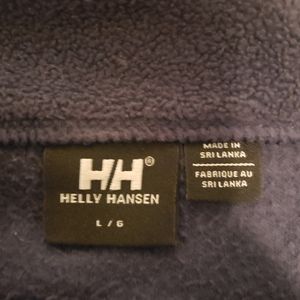 HH®
HELLY HANSEN
L / G
MADE IN
SRI LANKA
FABRIQUE AU
SRI LANKA